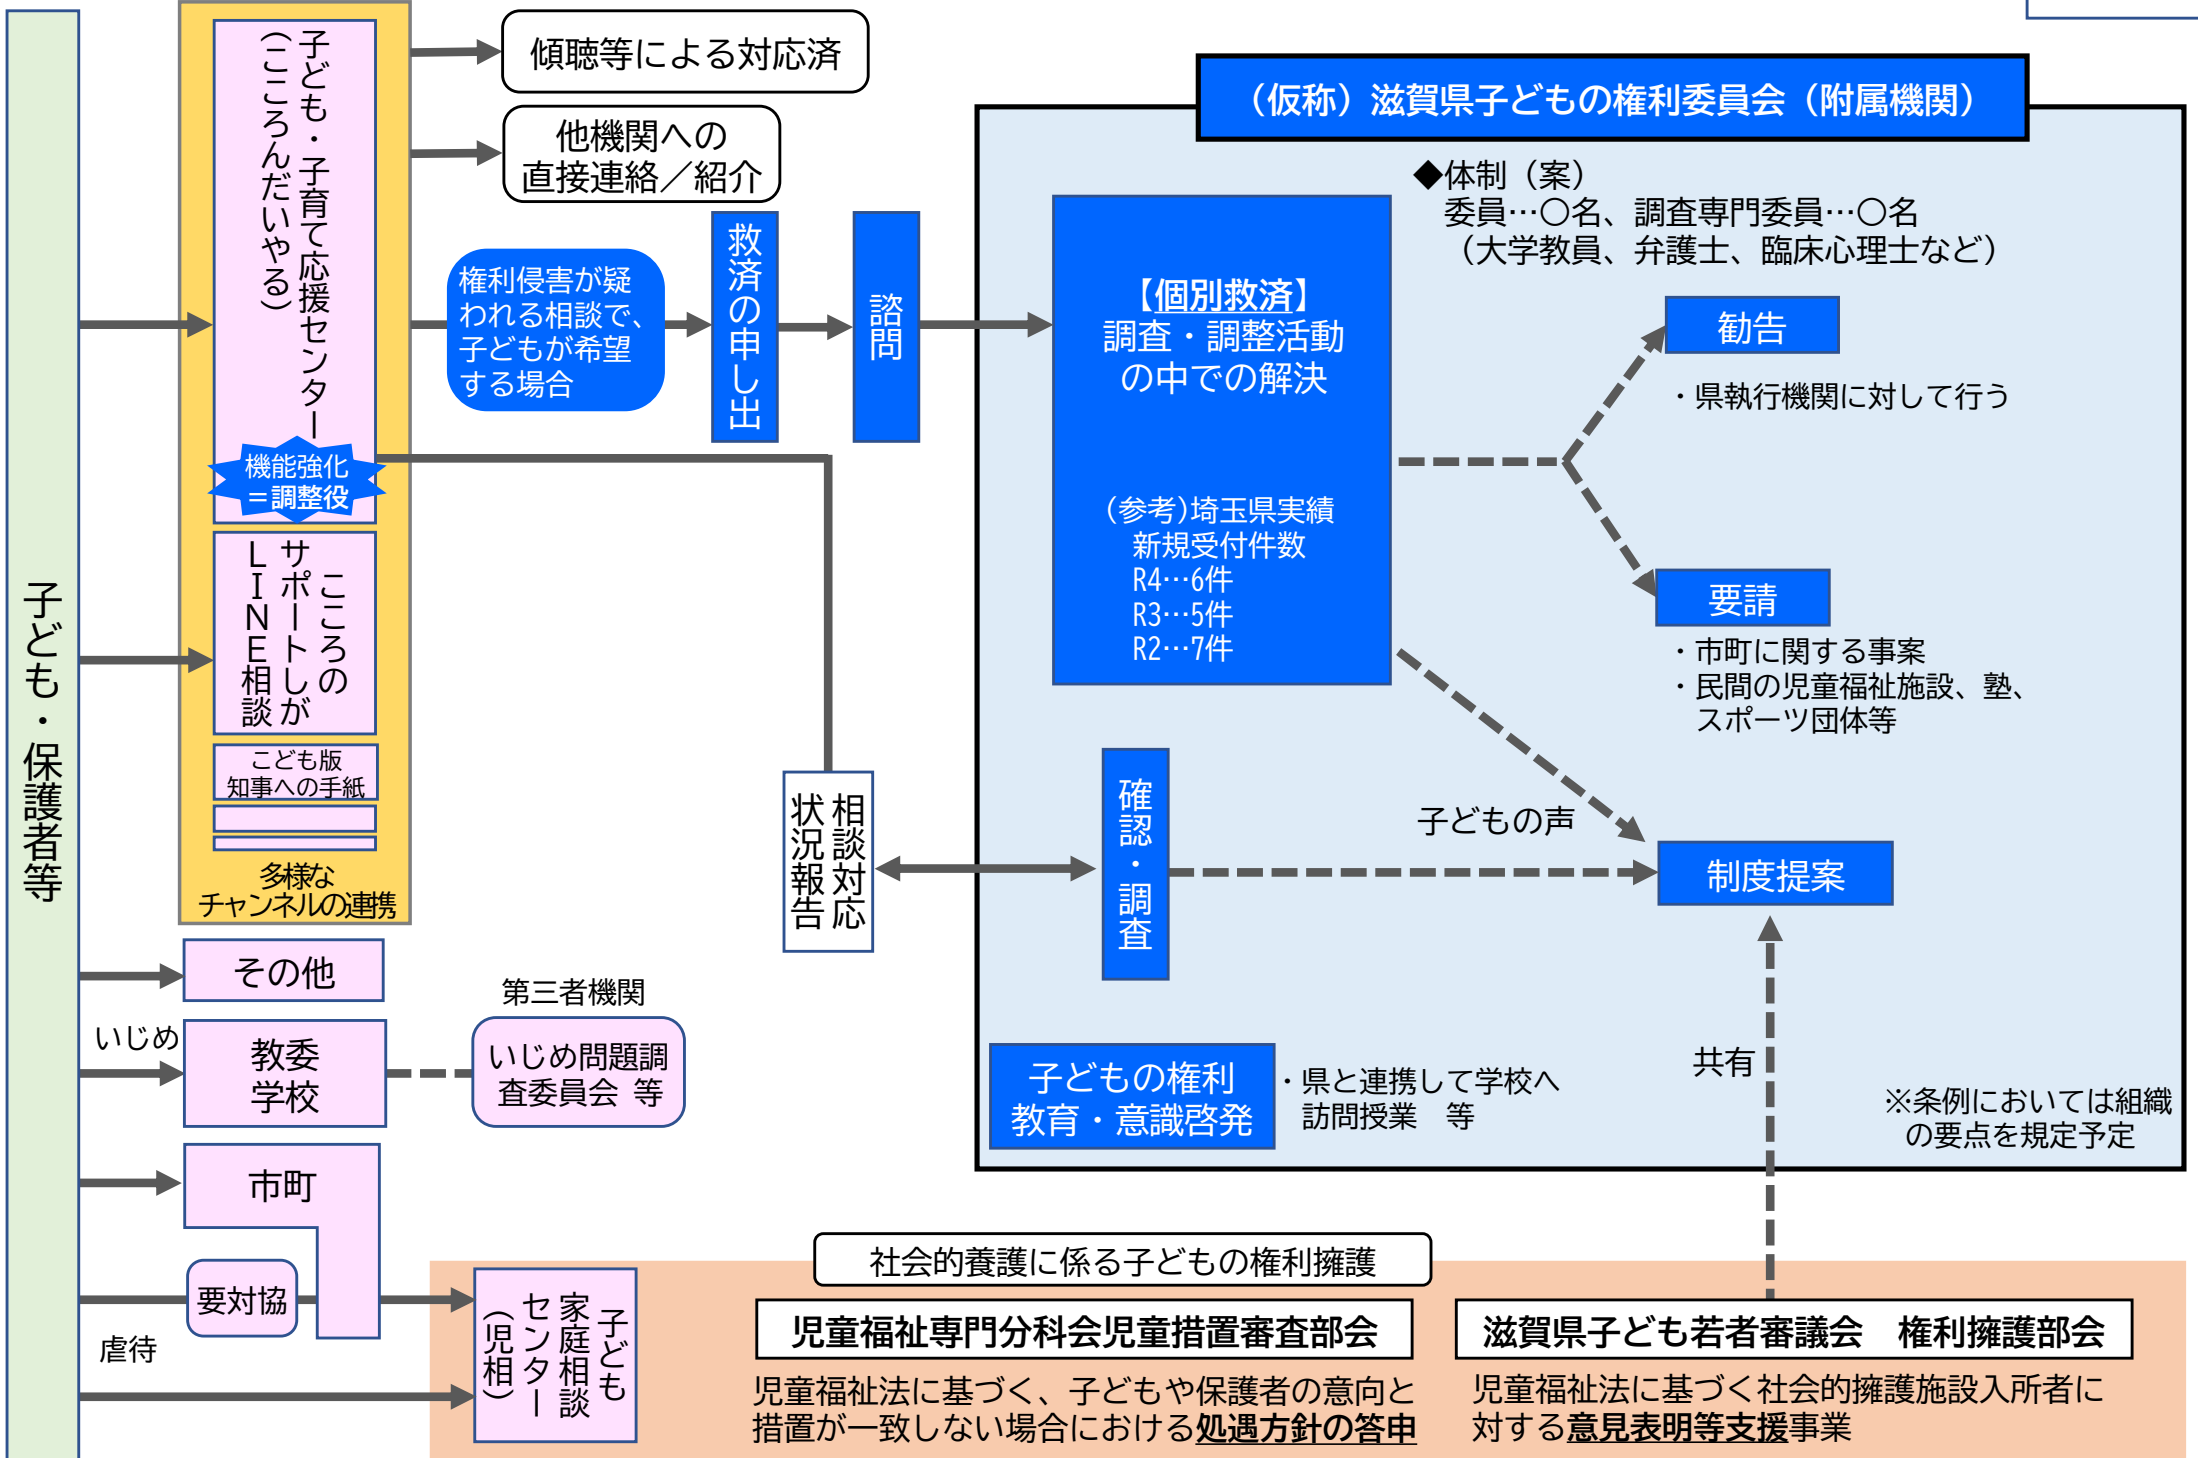 子ども・保護者等
子ども・子育て応援センター
（こころんだいやる）
機能強化
＝調整役
こころの
サポートしが
ＬＩＮＥ相談
こども版
知事への手紙
多様な
チャンネルの連携
傾聴等による対応済
他機関への
直接連絡／紹介
権利侵害が疑
われる相談で、
子どもが希望
する場合
救済の申し出
諮問
相談対応
状況報告
（仮称）滋賀県子どもの権利委員会（附属機関）
◆体制（案）
委員…〇名、調査専門委員…〇名
（大学教員、弁護士、臨床心理士など）
【個別救済】
調査・調整活動
の中での解決
（参考）埼玉県実績
新規受付件数
R4…6件
R3…5件
R2…7件
勧告
・県執行機関に対して行う
要請
・市町に関する事案
・民間の児童福祉施設、塾、
スポーツ団体等
確認・調査
子どもの声
制度提案
子どもの権利
教育・意識啓発
・県と連携して学校へ
訪問授業　等
共有
※条例においては組織
の要点を規定予定
その他
いじめ
教委
学校
第三者機関
いじめ問題調
査委員会 等
市町
要対協
虐待
子ども
家庭相談
センター
（児相）
社会的養護に係る子どもの権利擁護
児童福祉専門分科会児童措置審査部会
児童福祉法に基づく、子どもや保護者の意向と
措置が一致しない場合における処遇方針の答申
滋賀県子ども若者審議会　権利擁護部会
児童福祉法に基づく社会的擁護施設入所者に
対する意見表明等支援事業